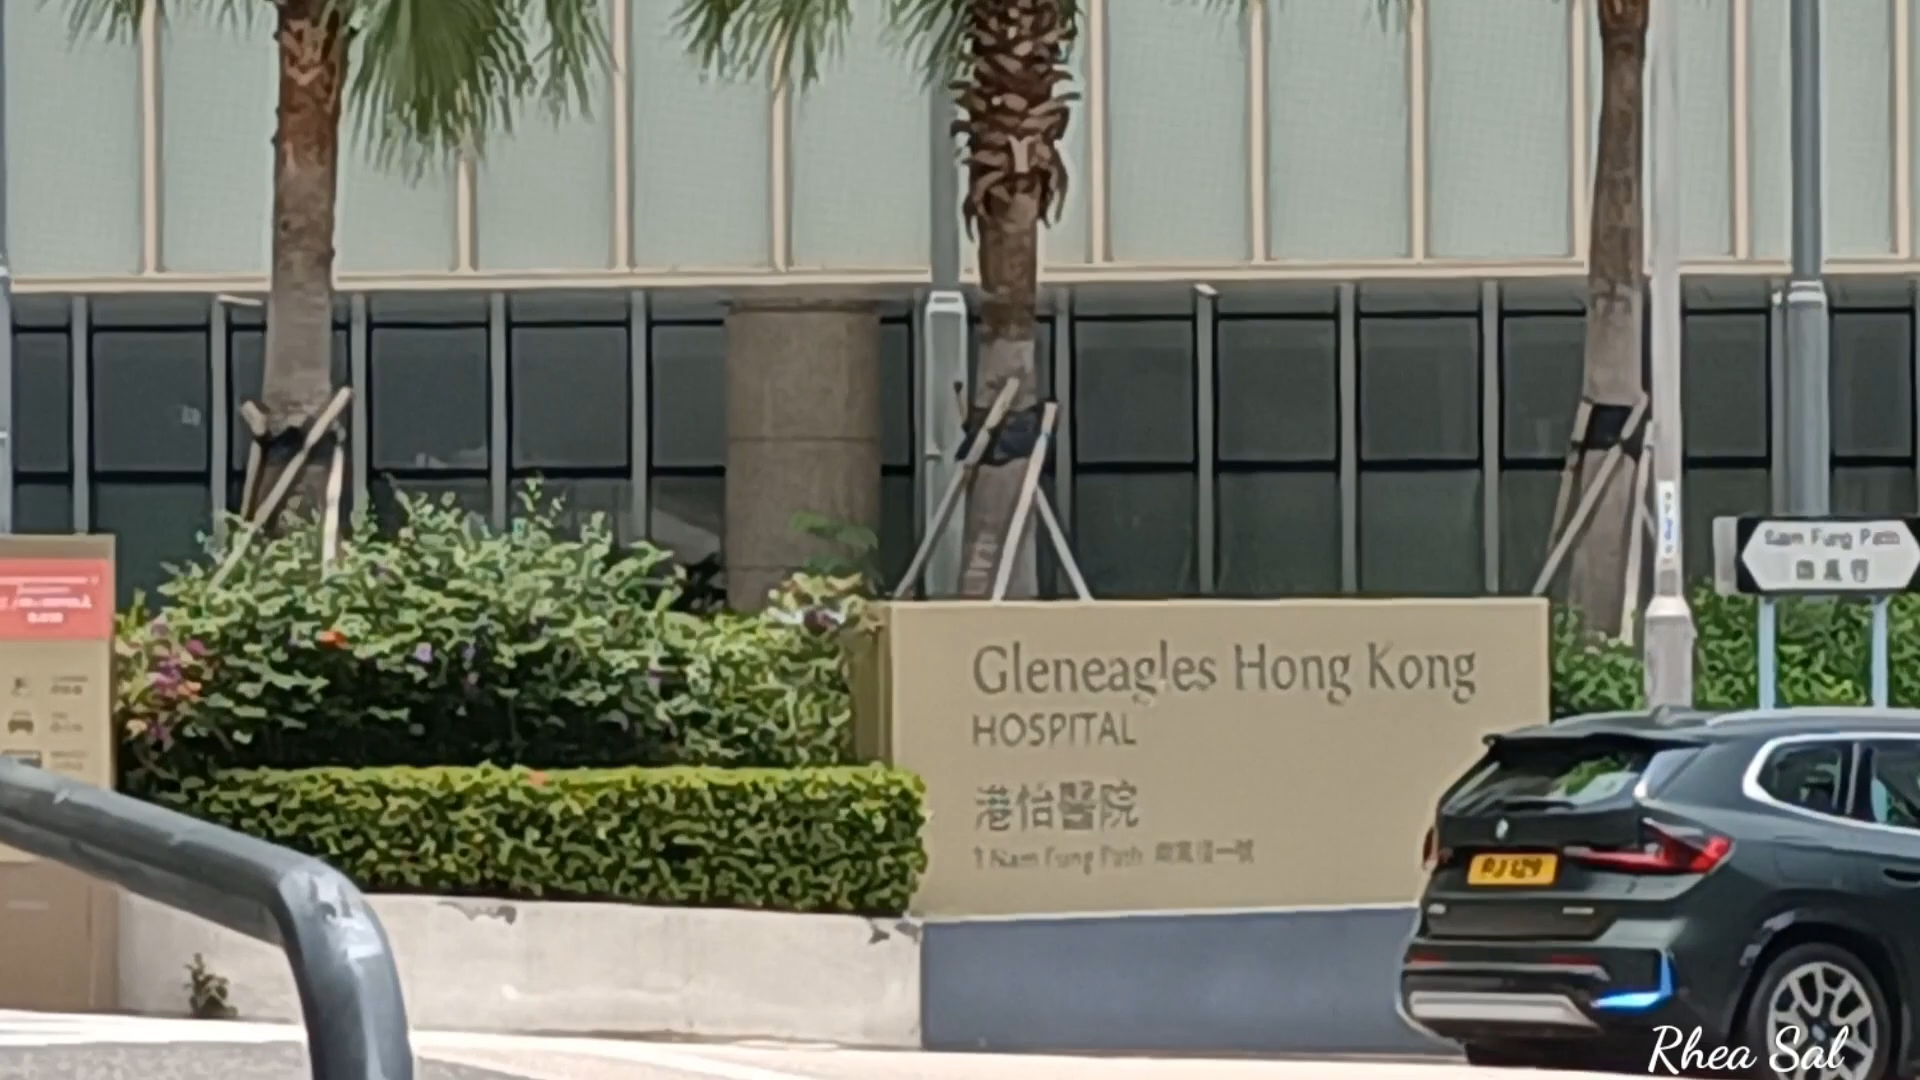 Gleneagles Hong Kong
HOSPITAL
港怡醫院
1 Nam Fung Path 南風徑一號
Nam Fung Path
南風徑
Rhea Sal